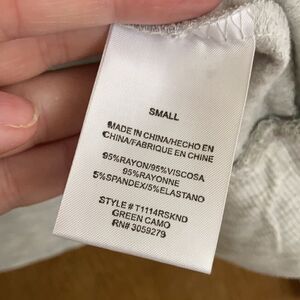 SMALL
MADE IN CHINA/HECHO EN
CHINA/FABRIQUE EN CHINE
95%RAYON/95%VISCOSA
95%RAYONNE
5%SPANDEX/5%ELASTANO
STYLE # T1114RSKND
GREEN CAMO
RN# 3059279